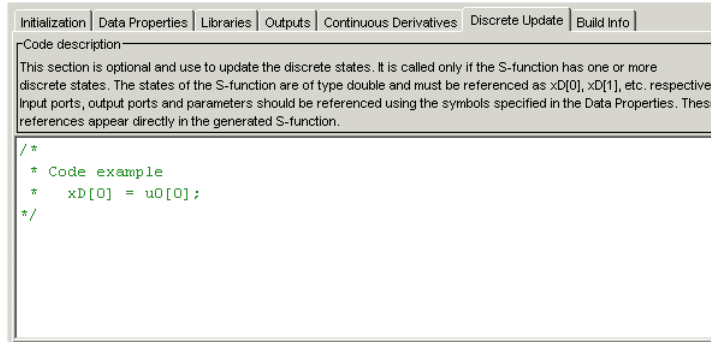 Initialization Data Properties Libraries Outputs Continuous Derivatives Discrete Update Build Info
Code description
This section is optional and use to update the discrete states. It is called only if the S-function has one or more
discrete states. The states of the S-function are of type double and must be referenced as xD[0], xD[1], etc. respective
Input ports, output ports and parameters should be referenced using the symbols specified in the Data Properties. Thes
references appear directly in the generated S-function.
/*
* Code example
* xD[0] = u0[0];
*/